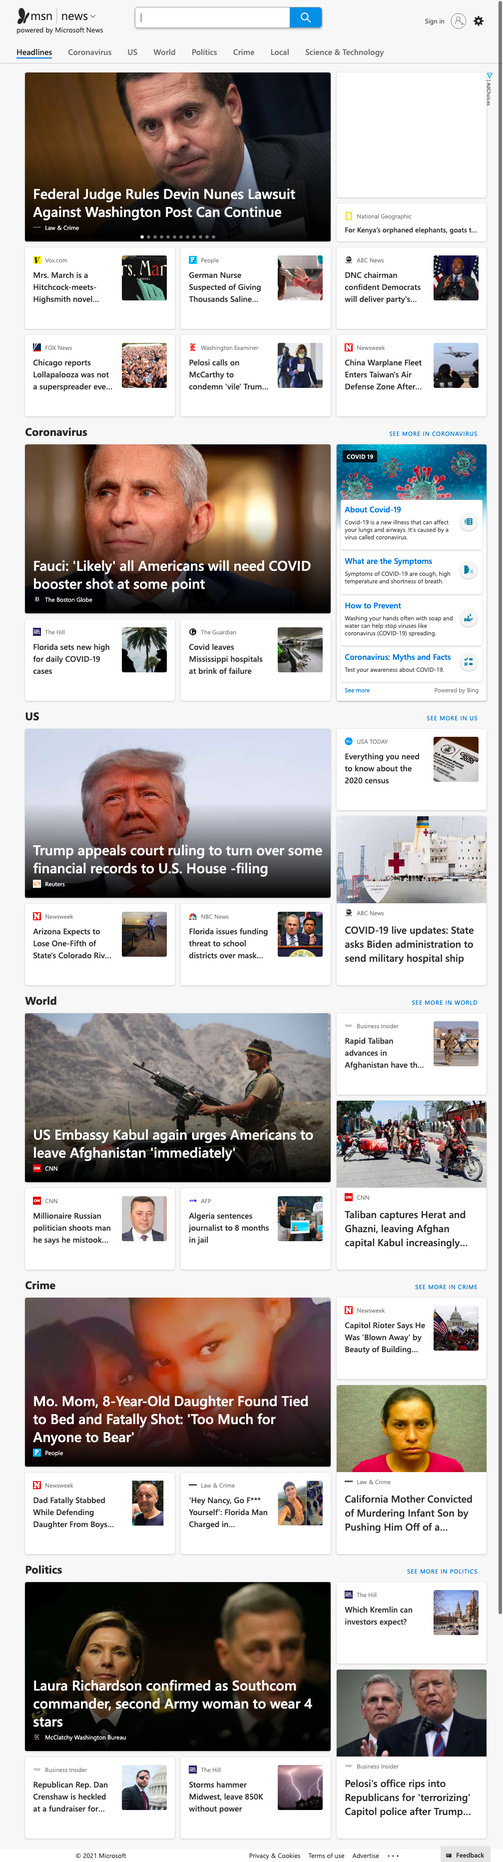 msn | news
powered by Microsoft News
Sign in
Headlines Coronavirus US World Politics Crime Local Science & Technology
Federal Judge Rules Devin Nunes Lawsuit
Against Washington Post Can Continue
Law & Crime
AdChoices
National Geographic
For Kenya's orphaned elephants, goats t...
Vox.com
Mrs. March is a
Hitchcock-meets-
Highsmith novel...
People
German Nurse
Suspected of Giving
Thousands Saline...
ABC News
DNC chairman
confident Democrats
will deliver party's...
FOX News
Chicago reports
Lollapalooza was not
a superspreader eve...
Washington Examiner
Pelosi calls on
McCarthy to
condemn 'vile' Trum...
Newsweek
China Warplane Fleet
Enters Taiwan's Air
Defense Zone After...
Coronavirus
SEE MORE IN CORONAVIRUS
Fauci: 'Likely' all Americans will need COVID
booster shot at some point
The Boston Globe
COVID 19
About Covid-19
Covid-19 is a new illness that can affect
your lungs and airways. It's caused by a
virus called coronavirus.
What are the Symptoms
Symptoms of COVID-19 are cough, high
temperature and shortness of breath.
How to Prevent
Washing your hands often with soap and
water can help stop viruses like
coronavirus (COVID-19) spreading.
Coronavirus: Myths and Facts
Test your awareness about COVID-19.
See more
Powered by Bing
The Hill
Florida sets new high
for daily COVID-19
cases
The Guardian
Covid leaves
Mississippi hospitals
at brink of failure
US
SEE MORE IN US
Trump appeals court ruling to turn over some
financial records to U.S. House -filing
Reuters
USA TODAY
Everything you need
to know about the
2020 census
ABC News
COVID-19 live updates: State
asks Biden administration to
send military hospital ship
Newsweek
Arizona Expects to
Lose One-Fifth of
State's Colorado Riv...
NBC News
Florida issues funding
threat to school
districts over mask...
World
SEE MORE IN WORLD
US Embassy Kabul again urges Americans to
leave Afghanistan 'immediately'
CNN
Business Insider
Rapid Taliban
advances in
Afghanistan have th...
CNN
Taliban captures Herat and
Ghazni, leaving Afghan
capital Kabul increasingly...
CNN
Millionaire Russian
politician shoots man
he says he mistook...
AFP
Algeria sentences
journalist to 8 months
in jail
Crime
SEE MORE IN CRIME
Mo. Mom, 8-Year-Old Daughter Found Tied
to Bed and Fatally Shot: 'Too Much for
Anyone to Bear'
People
Newsweek
Capitol Rioter Says He
Was 'Blown Away' by
Beauty of Building...
Law & Crime
California Mother Convicted
of Murdering Infant Son by
Pushing Him Off of a...
Newsweek
Dad Fatally Stabbed
While Defending
Daughter From Boys...
Law & Crime
'Hey Nancy, Go F***
Yourself': Florida Man
Charged in...
Politics
SEE MORE IN POLITICS
Laura Richardson confirmed as Southcom
commander, second Army woman to wear 4
stars
McClatchy Washington Bureau
The Hill
Which Kremlin can
investors expect?
Business Insider
Pelosi's office rips into
Republicans for 'terrorizing'
Capitol police after Trump...
Business Insider
Republican Rep. Dan
Crenshaw is heckled
at a fundraiser for...
The Hill
Storms hammer
Midwest, leave 850K
without power
© 2021 Microsoft
Privacy & Cookies Terms of use Advertise ...
Feedback